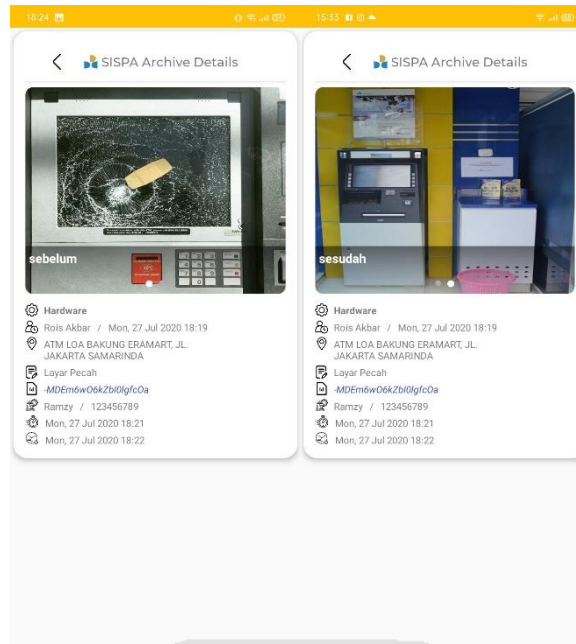 18:24
SISPA Archive Details
sebelum
Hardware
Rois Akbar / Mon, 27 Jul 2020 18:19
ATM LOA BAKUNG ERAMART, JL.
JAKARTA SAMARINDA
Layar Pecah
-MDEm6wO6kZbI0lgfcOa
Ramzy / 123456789
Mon, 27 Jul 2020 18:21
Mon, 27 Jul 2020 18:22
15:33
SISPA Archive Details
sesudah
Hardware
Rois Akbar / Mon, 27 Jul 2020 18:19
ATM LOA BAKUNG ERAMART, JL.
JAKARTA SAMARINDA
Layar Pecah
-MDEm6wO6kZbI0lgfcOa
Ramzy / 123456789
Mon, 27 Jul 2020 18:21
Mon, 27 Jul 2020 18:22